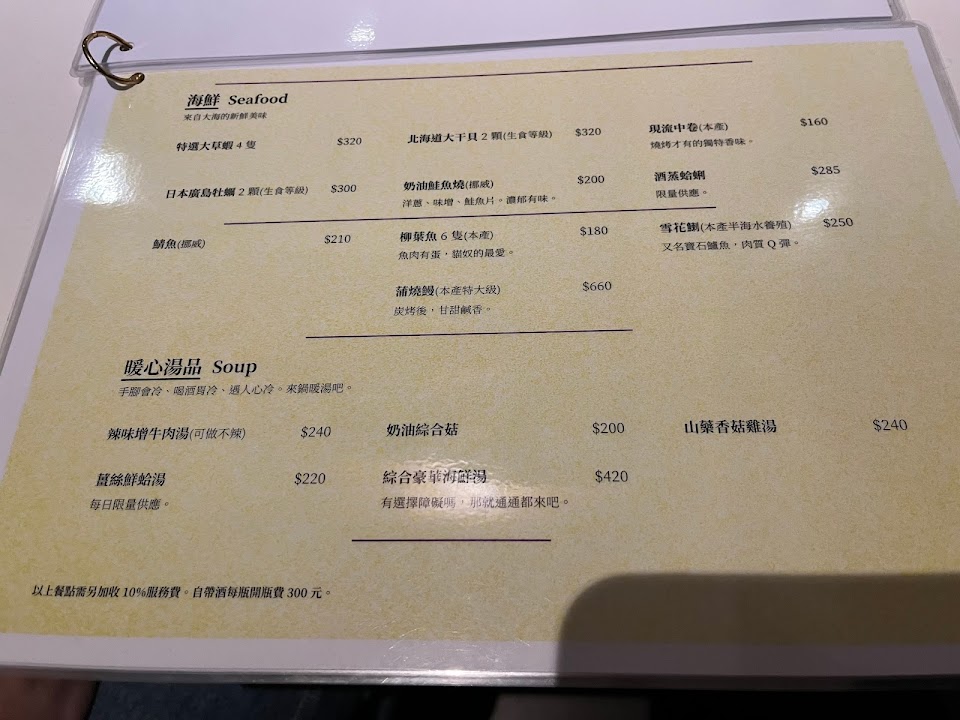 海鮮 Seafood
來自大海的新鮮美味
特選大草蝦 4 隻 $320
北海道大干貝 2 顆(生食等級) $320
現流中卷(本產) $160
燒烤才有的獨特香味。
日本廣島牡蠣 2 顆(生食等級) $300
奶油鮭魚燒(挪威) $200
洋蔥、味增、鮭魚片。濃郁有味。
酒蒸蛤蜊 $285
限量供應。
鯖魚(挪威) $210
柳葉魚 6 隻(本產) $180
魚肉有蛋,貓奴的最愛。
雪花鯛(本產半海水養殖) $250
又名寶石鱸魚,肉質 Q 彈。
蒲燒鰻(本產特大級) $660
炭烤後,甘甜鹹香。
暖心湯品 Soup
手腳會冷、喝酒胃冷、遇人心冷。來鍋暖湯吧。
辣味增牛肉湯(可做不辣) $240
奶油綜合菇 $200
山藥香菇雞湯 $240
薑絲鮮蛤湯 $220
每日限量供應。
綜合豪華海鮮湯 $420
有選擇障礙嗎,那就通通都來吧。
以上餐點需另加收 10%服務費。自帶酒每瓶開瓶費 300 元。